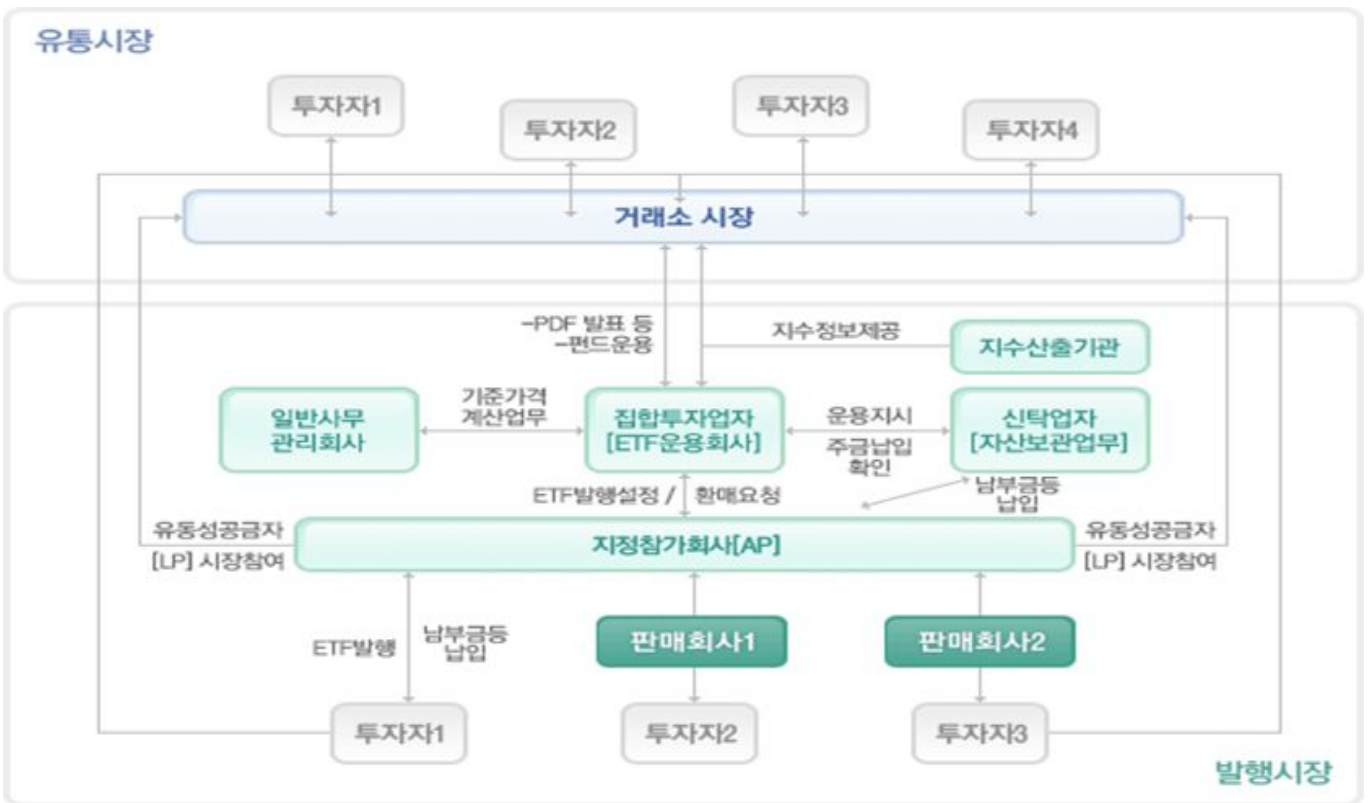 유통시장
투자자1
투자자2
투자자3
투자자4
거래소 시장
-PDF 발표 등
-펀드운용
지수정보제공
지수산출기관
일반사무
관리회사
기준가격
계산업무
집합투자업자
[ETF운용회사]
운용지시
주금납입
확인
신탁업자
[자산보관업무]
ETF발행설정 / 환매요청
남부금등
납입
유동성공급자
[LP] 시장참여
지정참가회사[AP]
유동성공급자
[LP] 시장참여
ETF발행
남부금등
납입
판매회사1
판매회사2
투자자1
투자자2
투자자3
발행시장